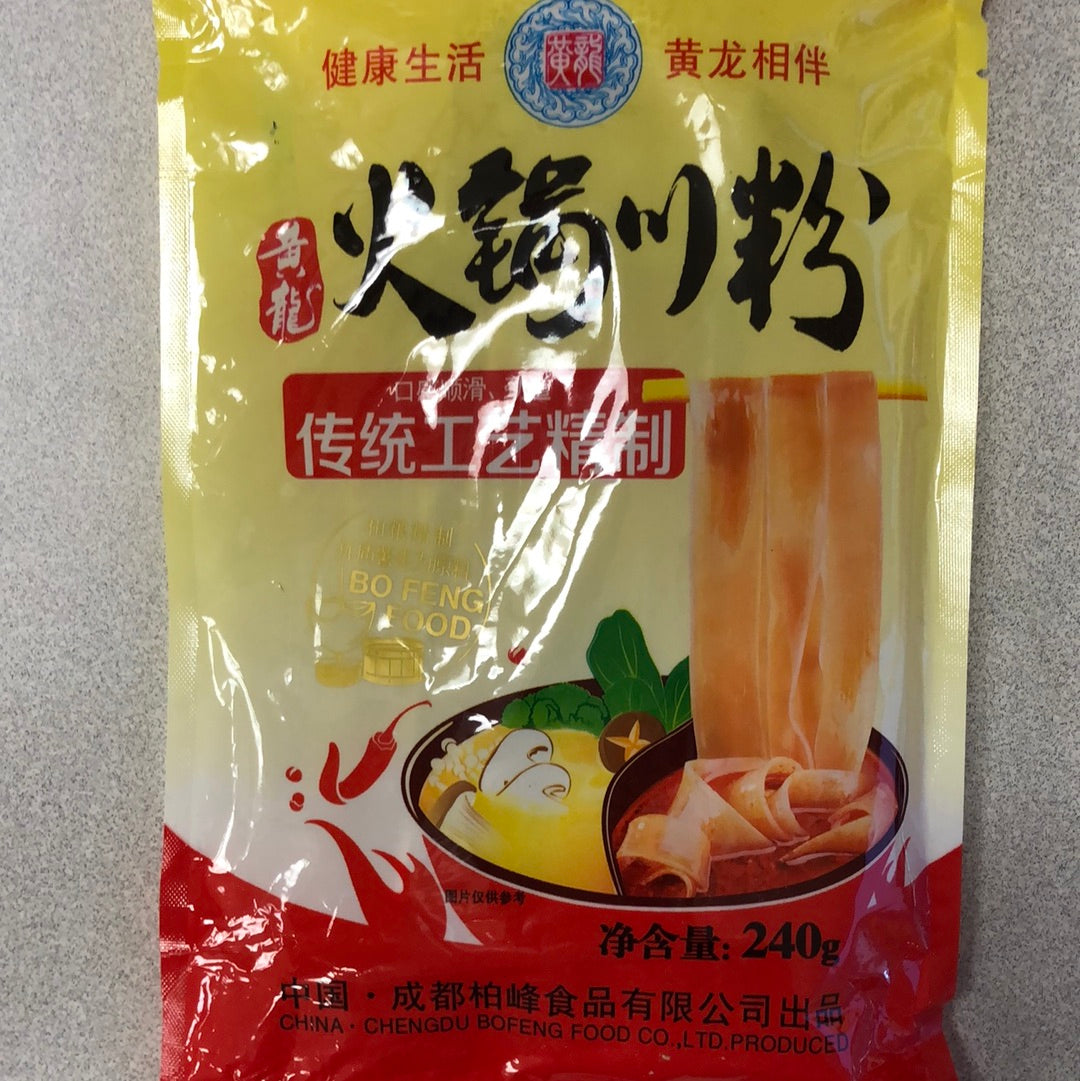 健康生活
黄龍
黄龙相伴
黄龍
火锅川粉
传统工艺精制
BO FENG
FOOD
图片仅供参考
净含量: 240g
中国·成都柏峰食品有限公司出品
CHINA·CHENGDU BOFENG FOOD CO.,LTD.PRODUCED